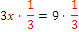 3x · 1/3 = 9 · 1/3